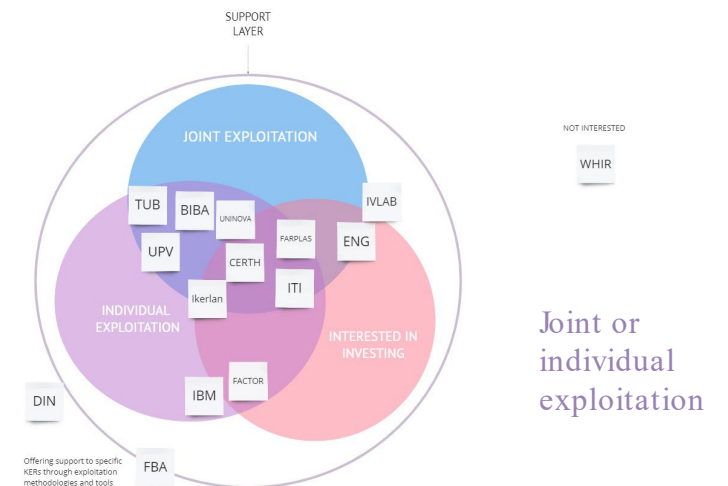 SUPPORT
LAYER
JOINT EXPLOITATION
NOT INTERESTED
WHIR
TUB
BIBA
UNINOVA
IVLAB
UPV
FARPLAS
ENG
CERTH
Ikerlan
ITI
INDIVIDUAL
EXPLOITATION
INTERESTED IN
INVESTING
Joint or
individual
exploitation
IBM
FACTOR
DIN
FBA
Offering support to specific
KERs through exploitation
methodologies and tools